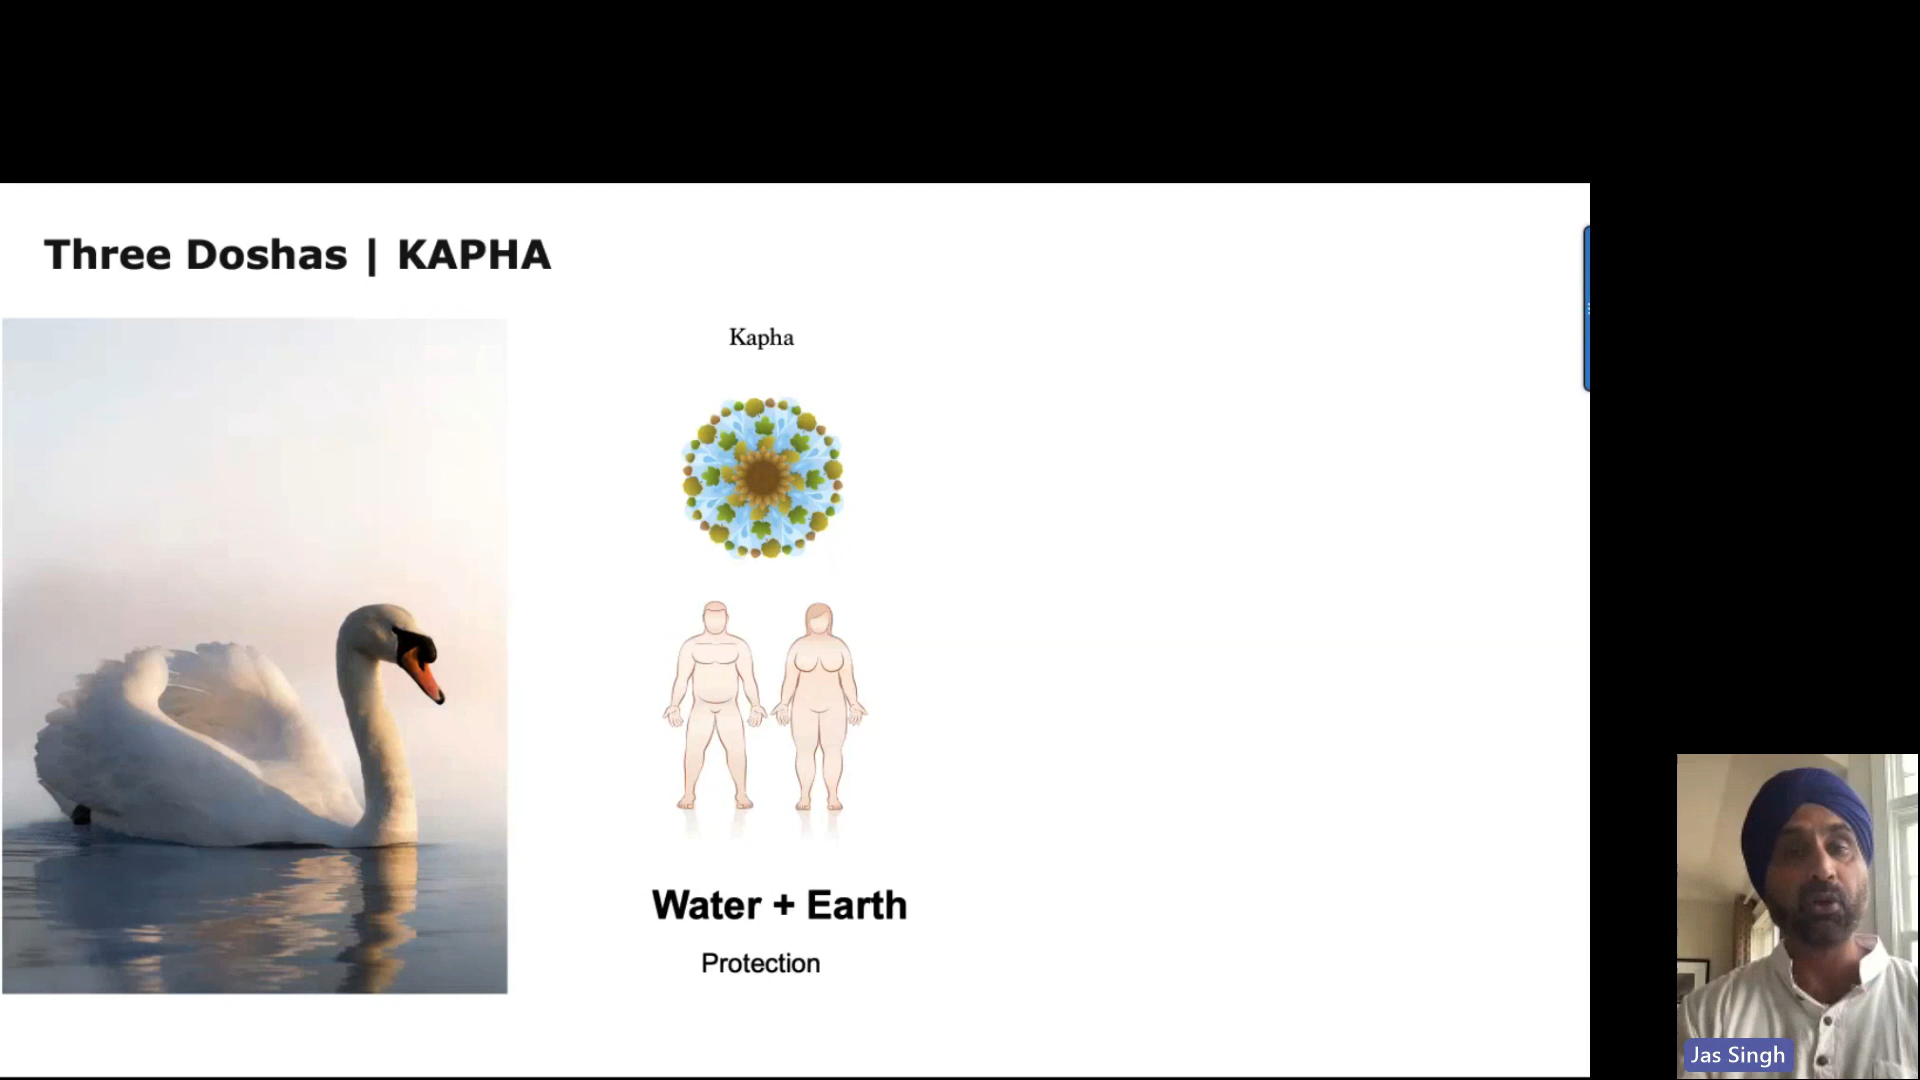 Three Doshas | KAPHA
Kapha
Water + Earth
Protection
Jas Singh